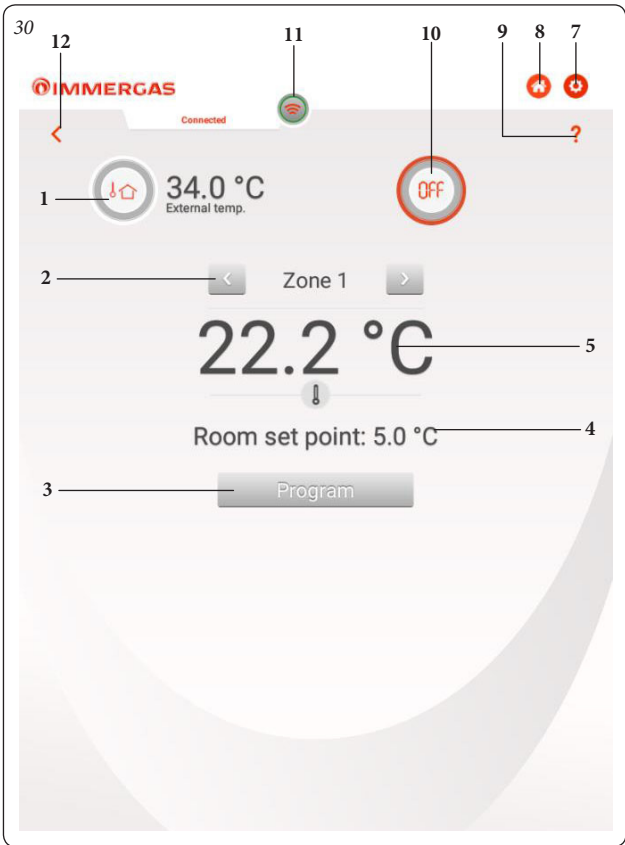 30
12
11
10
9
8
7
IMMERGAS
Connected
?
1
34.0 °C
External temp.
OFF
2
< Zone 1 >
22.2 °C
5
Room set point: 5.0 °C
4
3
Program